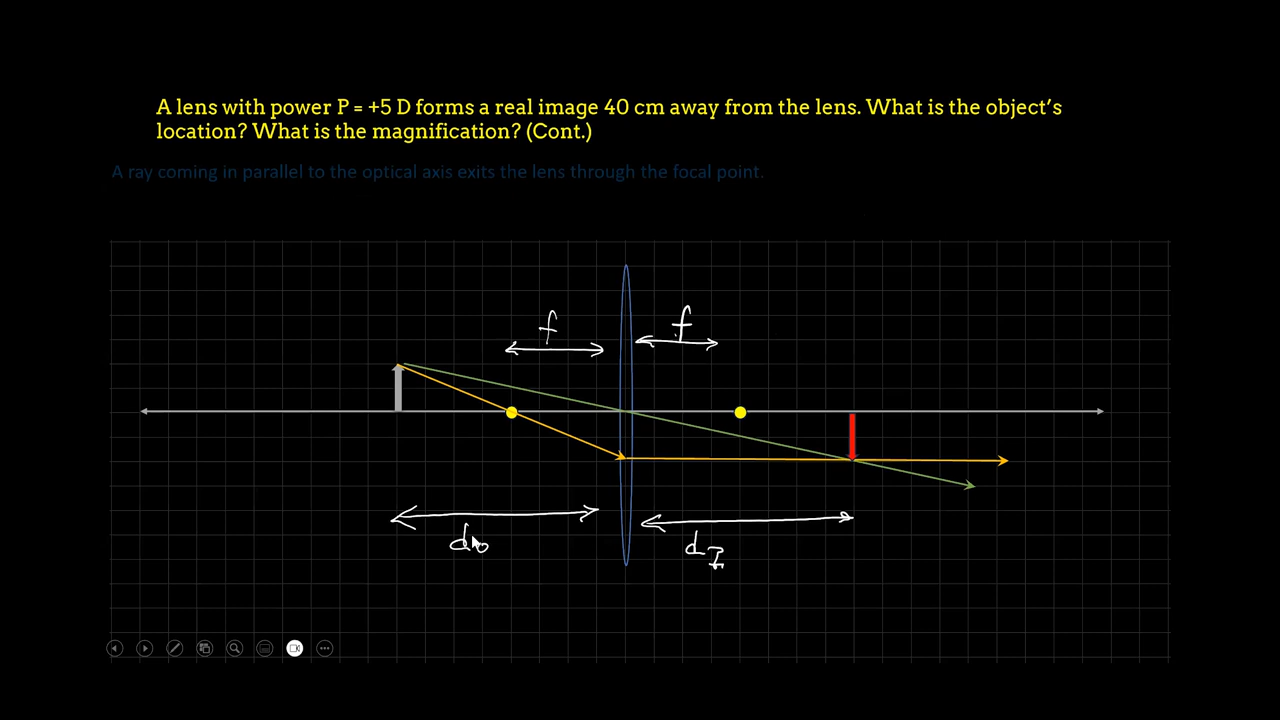 A lens with power P = +5 D forms a real image 40 cm away from the lens. What is the object’s
location? What is the magnification? (Cont.)
A ray coming in parallel to the optical axis exits the lens through the focal point.
f f
do dI